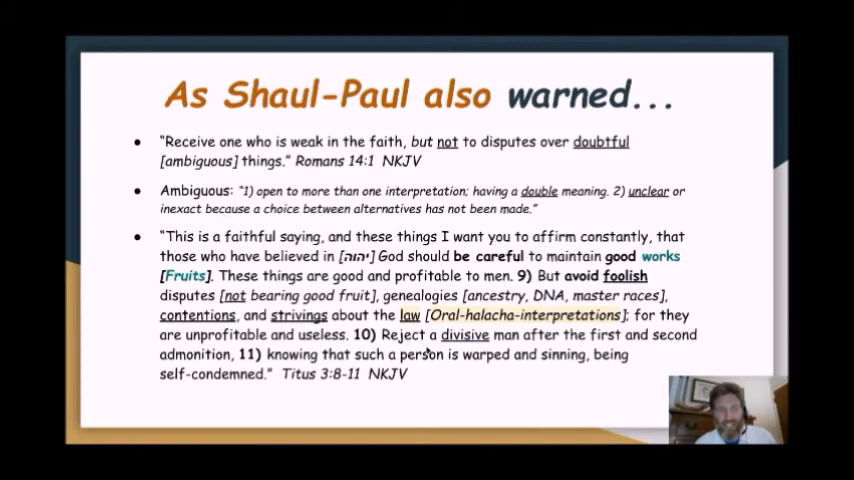 As Shaul-Paul also warned...
● "Receive one who is weak in the faith, but not to disputes over doubtful
[ambiguous] things." Romans 14:1 NKJV
● Ambiguous: "1) open to more than one interpretation; having a double meaning. 2) unclear or
inexact because a choice between alternatives has not been made."
● "This is a faithful saying, and these things I want you to affirm constantly, that
those who have believed in [יהוה] God should be careful to maintain good works
[Fruits]. These things are good and profitable to men. 9) But avoid foolish
disputes [not bearing good fruit], genealogies [ancestry, DNA, master races],
contentions, and strivings about the law [Oral-halacha-interpretations]; for they
are unprofitable and useless. 10) Reject a divisive man after the first and second
admonition, 11) knowing that such a person is warped and sinning, being
self-condemned." Titus 3:8-11 NKJV